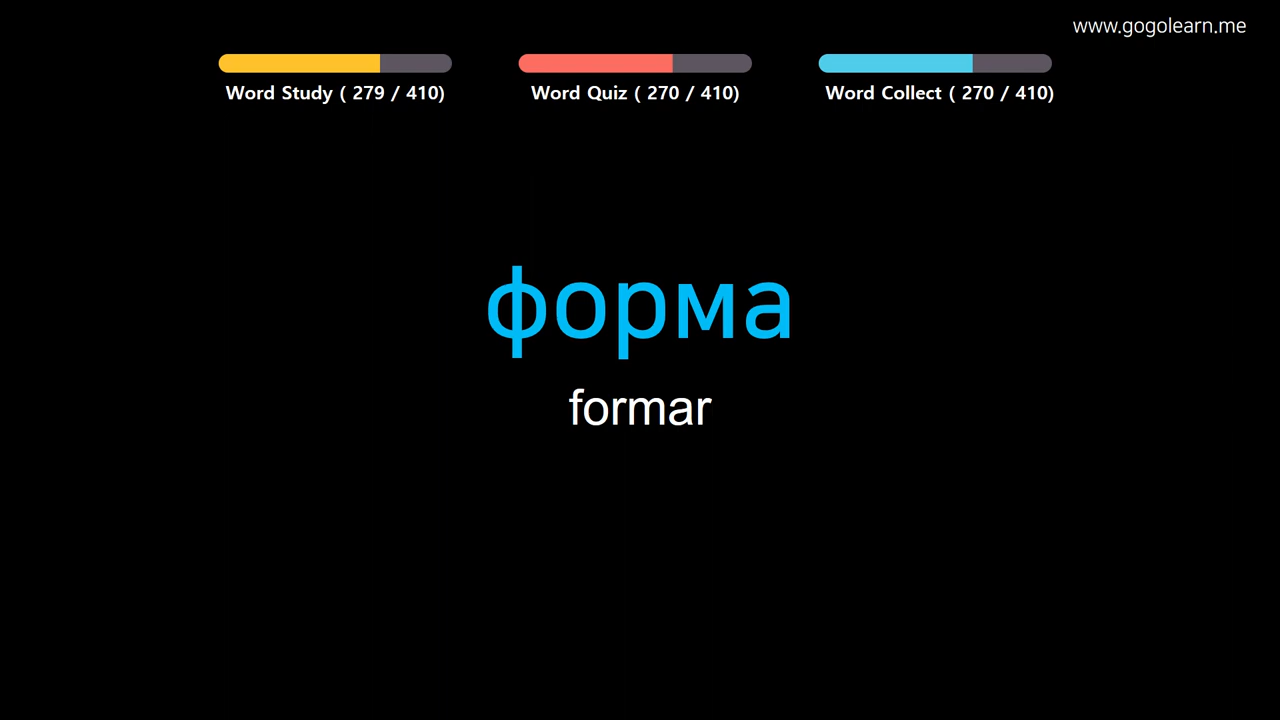 www.gogolearn.me
Word Study ( 279 / 410)
Word Quiz ( 270 / 410)
Word Collect ( 270 / 410)
форма
formar